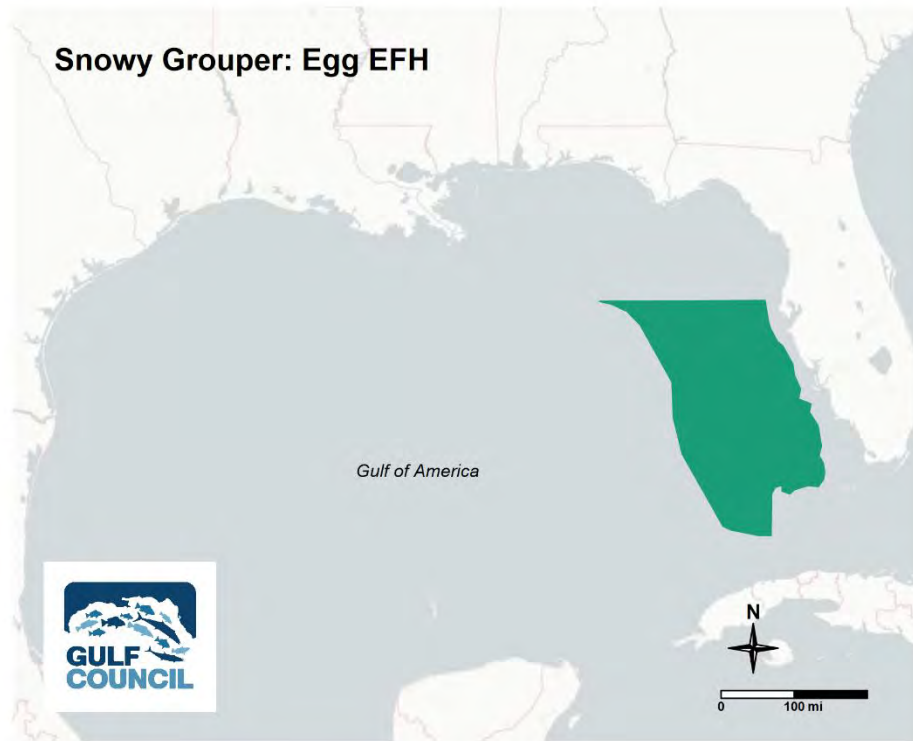 Snowy Grouper: Egg EFH
Gulf of America
GULF
COUNCIL
N
0 100 mi